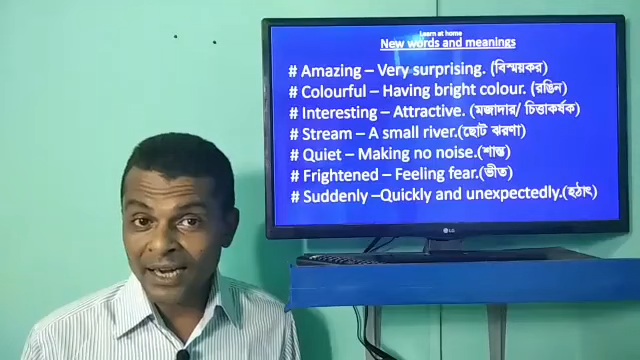 Learn at home
New words and meanings
# Amazing – Very surprising. (বিস্ময়কর)
# Colourful – Having bright colour. (রঙিন)
# Interesting – Attractive. (মজাদার/ চিত্তাকর্ষক)
# Stream – A small river.(ছোট ঝরণা)
# Quiet – Making no noise.(শান্ত)
# Frightened – Feeling fear.(ভীত)
# Suddenly –Quickly and unexpectedly.(হঠাৎ)
LG